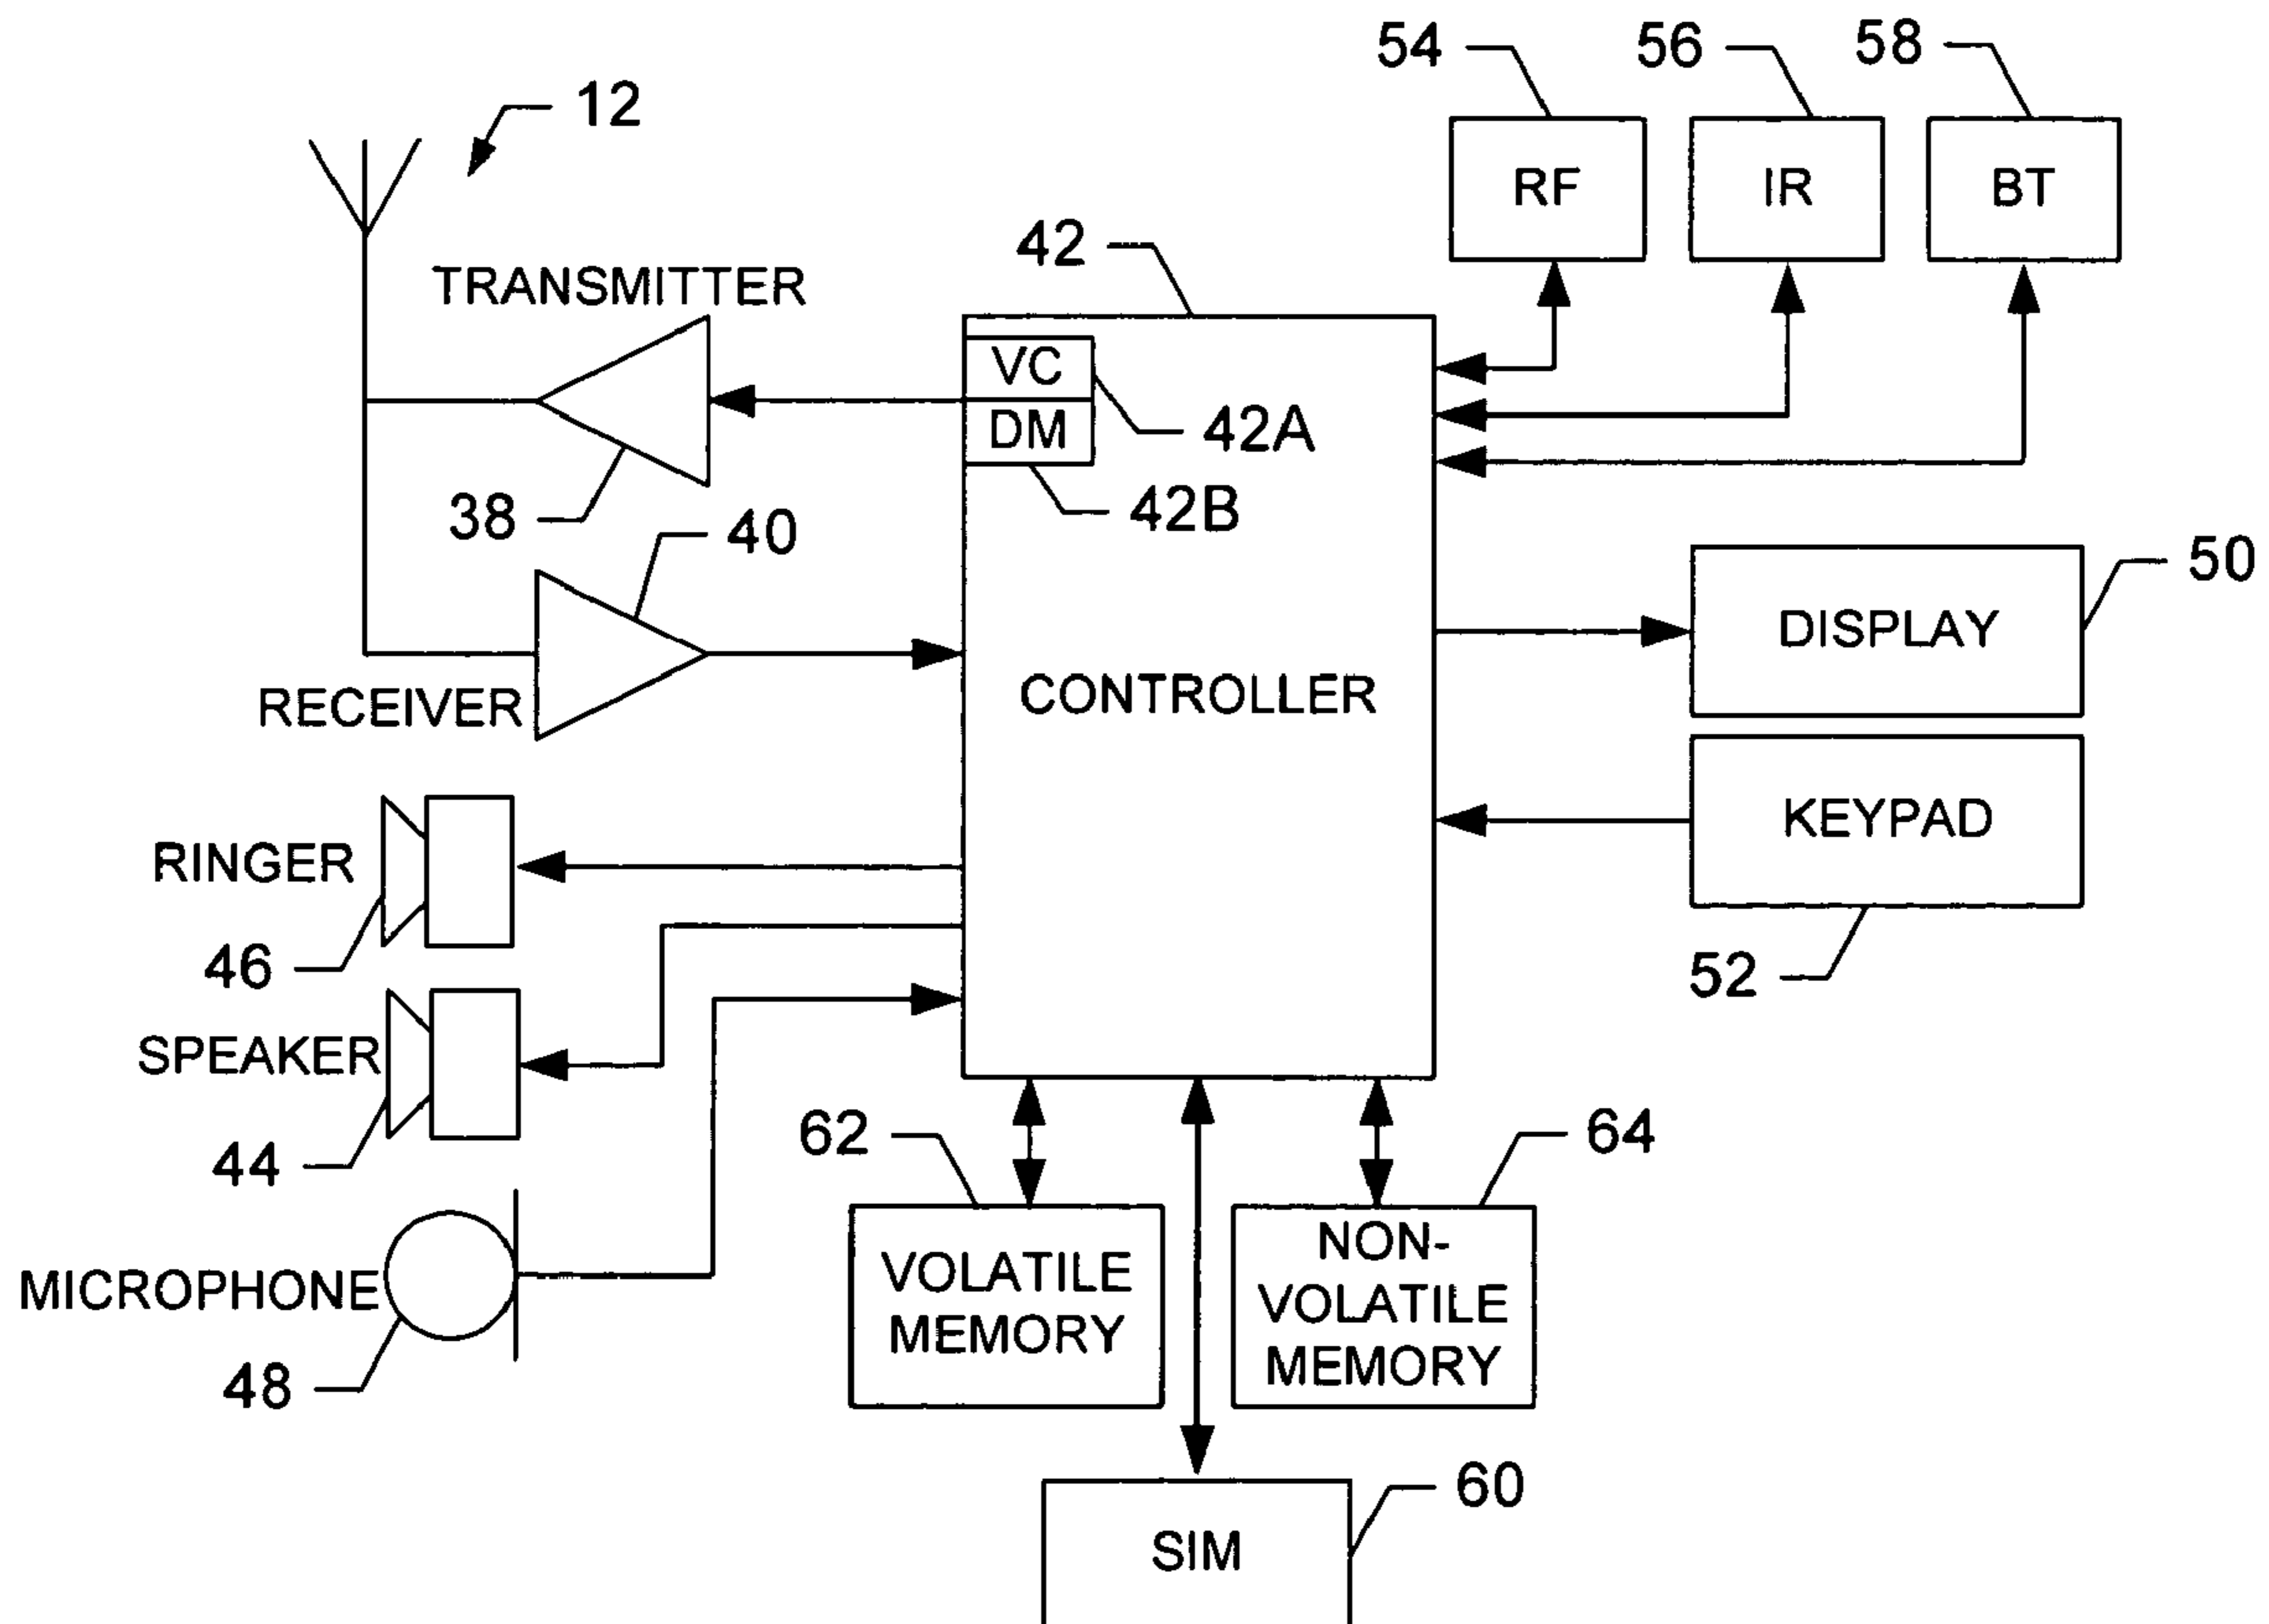 54
56
58
12
RF
IR
BT
42
TRANSMITTER
VC
DM
42A
38
42B
40
50
DISPLAY
RECEIVER
CONTROLLER
KEYPAD
RINGER
46
52
SPEAKER
44
62
64
MICROPHONE
48
VOLATILE
MEMORY
NON-
VOLATILE
MEMORY
60
SIM